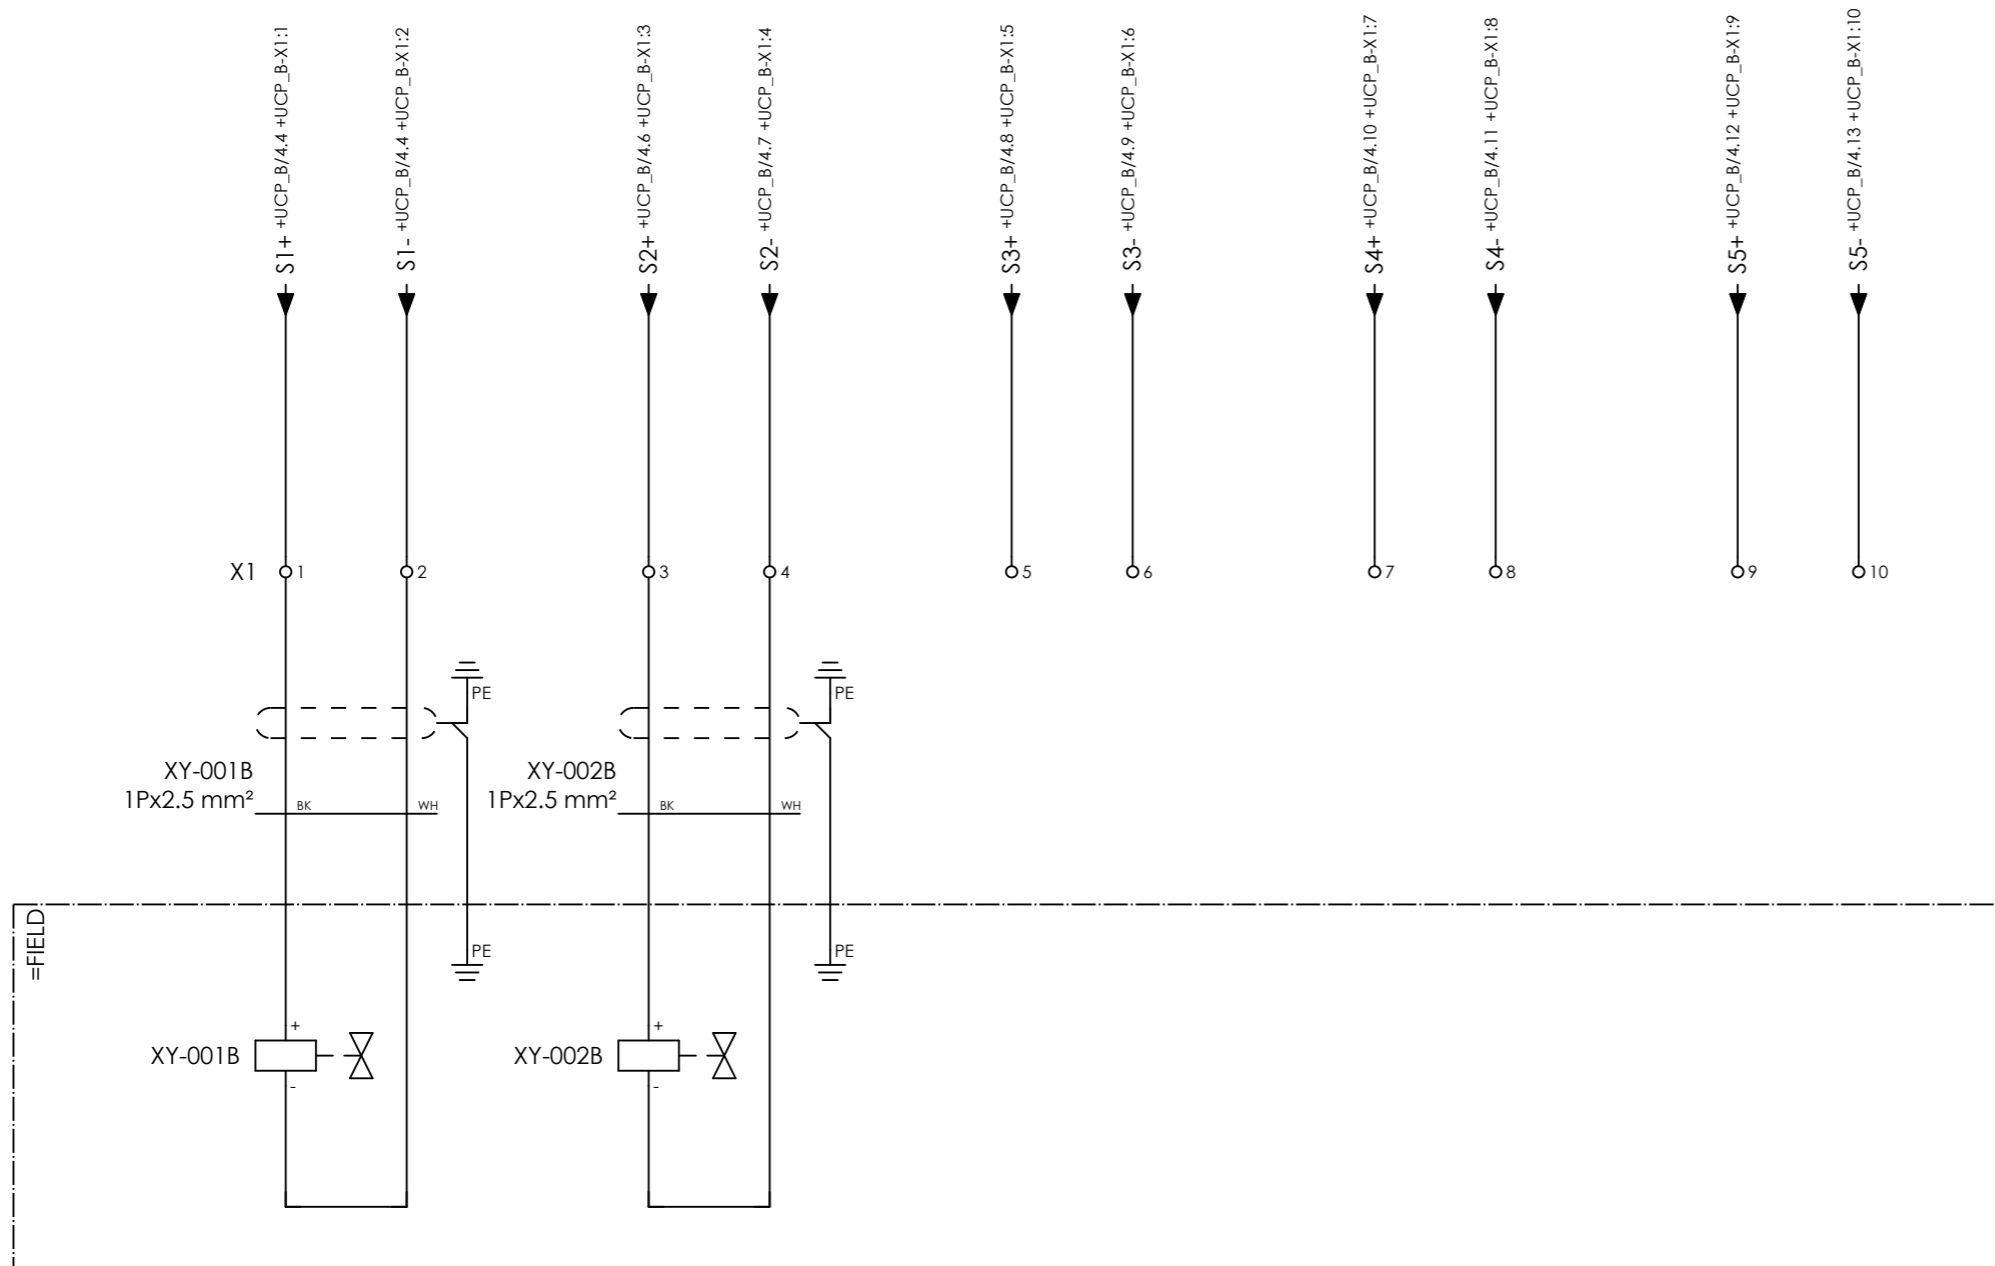 S1+ +UCP_B/4.4 +UCP_B-X1:1
S1- +UCP_B/4.4 +UCP_B-X1:2
S2+ +UCP_B/4.6 +UCP_B-X1:3
S2- +UCP_B/4.7 +UCP_B-X1:4
S3+ +UCP_B/4.8 +UCP_B-X1:5
S3- +UCP_B/4.9 +UCP_B-X1:6
S4+ +UCP_B/4.10 +UCP_B-X1:7
S4- +UCP_B/4.11 +UCP_B-X1:8
S5+ +UCP_B/4.12 +UCP_B-X1:9
S5- +UCP_B/4.13 +UCP_B-X1:10
X1 1 2 3 4 5 6 7 8 9 10
PE PE
XY-001B XY-002B
1Px2.5 mm² 1Px2.5 mm²
BK WH BK WH
=FIELD
PE PE
+ +
XY-001B XY-002B
- -